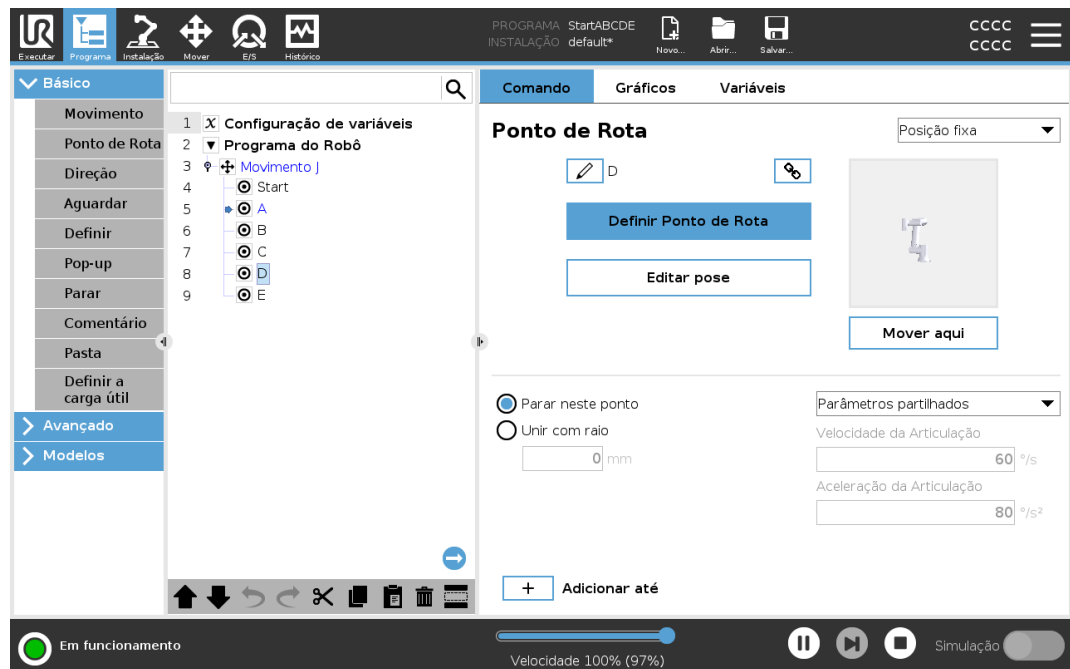 PROGRAMA StartABCDE
INSTALAÇÃO default*
Executar Programa Instalação Mover E/S Histórico Novo... Abrir... Salvar...
cccc
cccc
Básico
Movimento
Ponto de Rota
Direção
Aguardar
Definir
Pop-up
Parar
Comentário
Pasta
Definir a
carga útil
Avançado
Modelos
1 x Configuração de variáveis
2 Programa do Robô
3 Movimento J
4 Start
5 A
6 B
7 C
8 D
9 E
Comando Gráficos Variáveis
Ponto de Rota
Posição fixa
D
Definir Ponto de Rota
Editar pose
Mover aqui
Parar neste ponto
Unir com raio
0 mm
Parâmetros partilhados
Velocidade da Articulação
60 °/s
Aceleração da Articulação
80 °/s²
+ Adicionar até
Em funcionamento
Velocidade 100% (97%)
Simulação